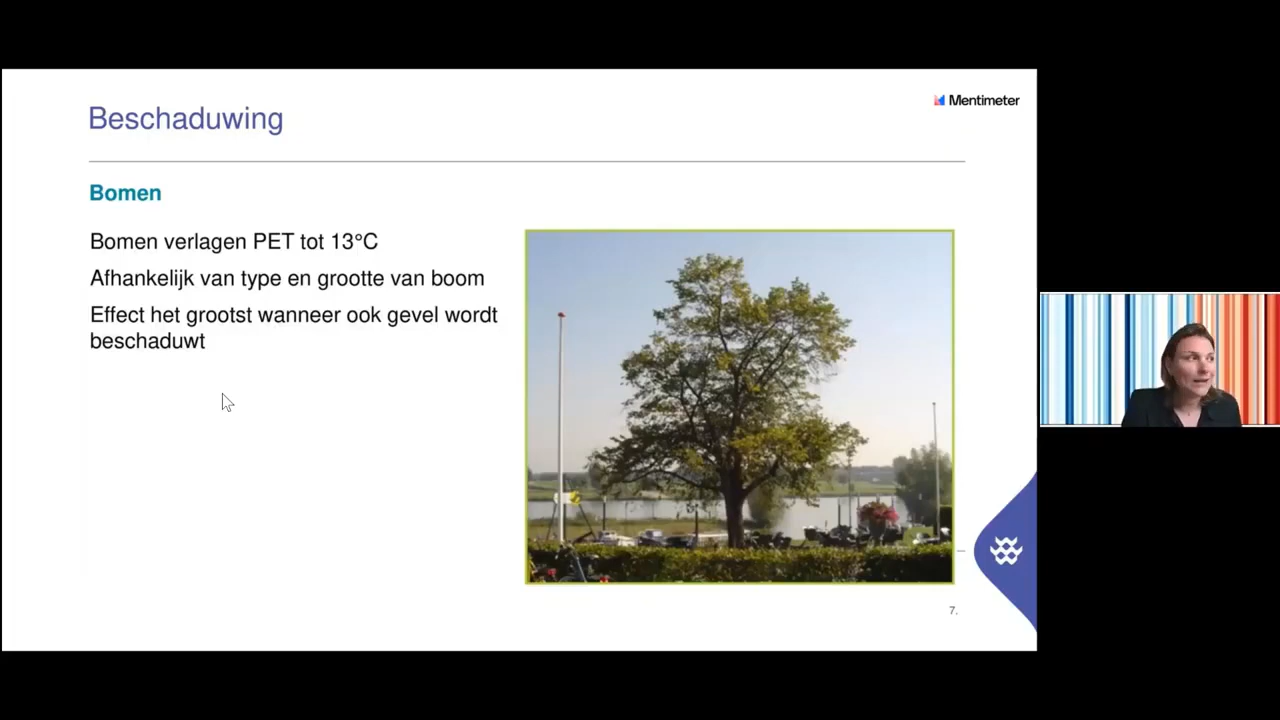 Beschaduwing
Mentimeter
Bomen
Bomen verlagen PET tot 13°C
Afhankelijk van type en grootte van boom
Effect het grootst wanneer ook gevel wordt
beschaduwt
7.